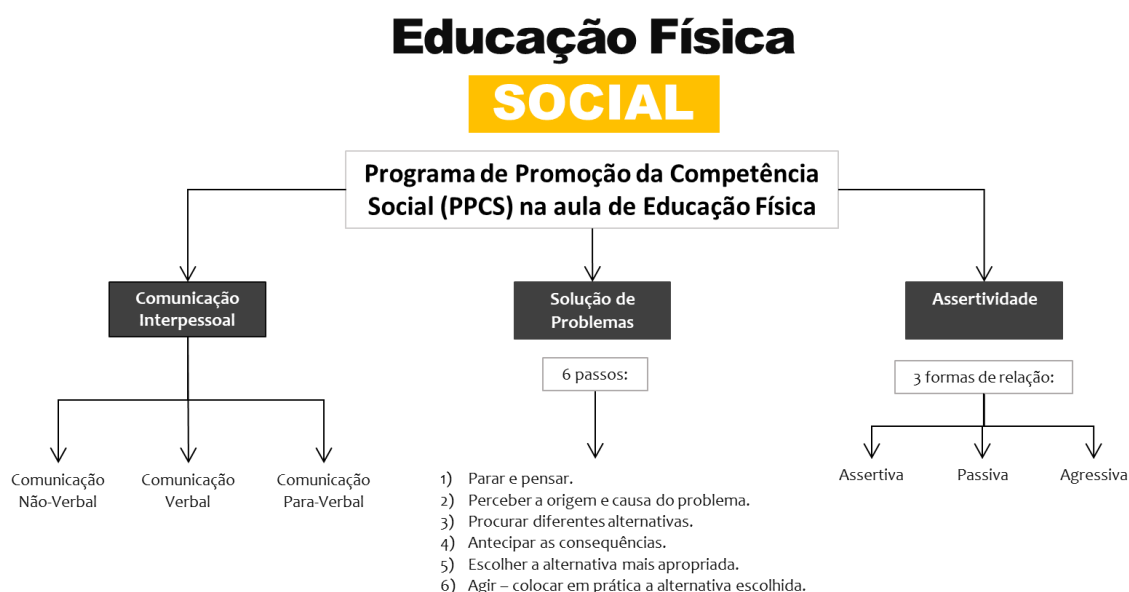 Educação Física
SOCIAL
Programa de Promoção da Competência
Social (PPCS) na aula de Educação Física
Comunicação
Interpessoal
Solução de
Problemas
Assertividade
6 passos:
3 formas de relação:
Comunicação
Não-Verbal
Comunicação
Verbal
Comunicação
Para-Verbal
1) Parar e pensar.
2) Perceber a origem e causa do problema.
3) Procurar diferentes alternativas.
4) Antecipar as consequências.
5) Escolher a alternativa mais apropriada.
6) Agir – colocar em prática a alternativa escolhida.
Assertiva
Passiva
Agressiva